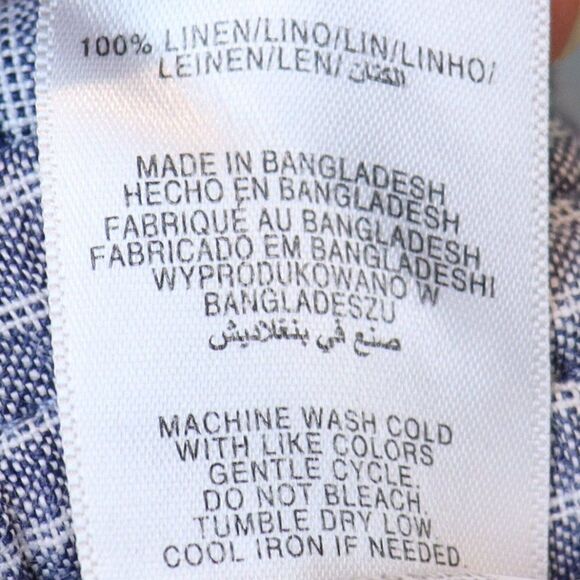 100% LINEN/LINO/LIN/LINHO/
LEINEN/LEN/ الكتان
MADE IN BANGLADESH
HECHO EN BANGLADESH
FABRIQUÉ AU BANGLADESH
FABRICADO EM BANGLADESHI
WYPRODUKOWANO W
BANGLADESZU
صنع في بنغلاديش
MACHINE WASH COLD
WITH LIKE COLORS
GENTLE CYCLE.
DO NOT BLEACH.
TUMBLE DRY LOW.
COOL IRON IF NEEDED.